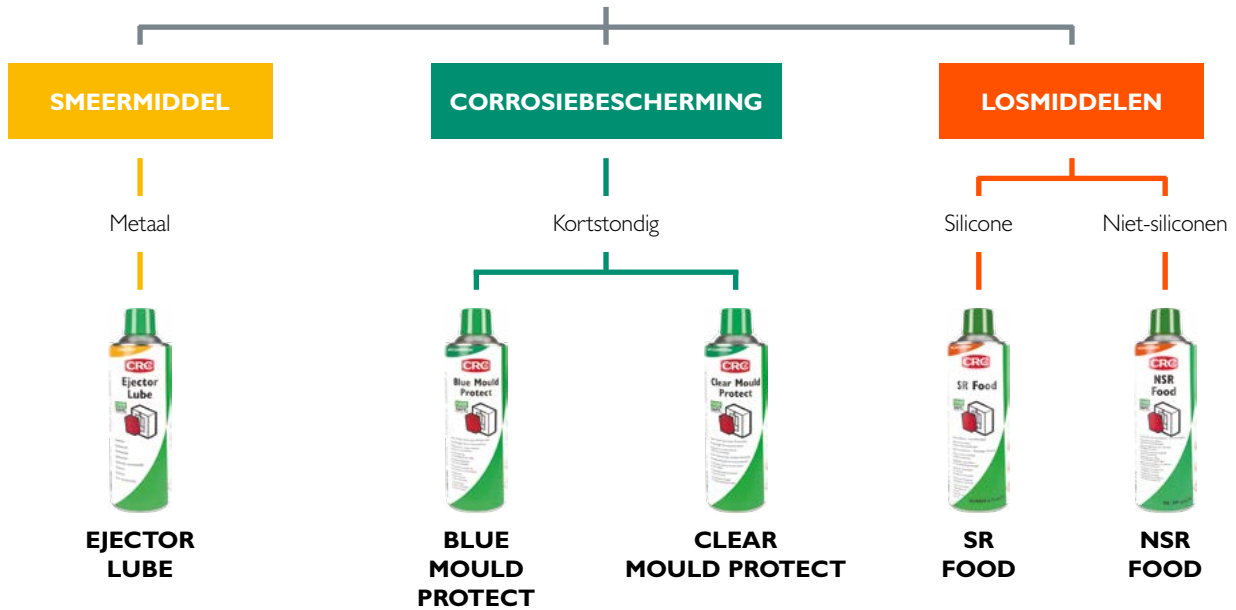 SMEERMIDDEL
CORROSIEBESCHERMING
LOSMIDDELEN
Metaal
Kortstondig
Silicone
Niet-siliconen
CRC
Ejector
Lube
CRC
Blue Mould
Protect
CRC
Clear Mould
Protect
CRC
SR Food
CRC
NSR
Food
EJECTOR
LUBE
BLUE
MOULD
PROTECT
CLEAR
MOULD PROTECT
SR
FOOD
NSR
FOOD